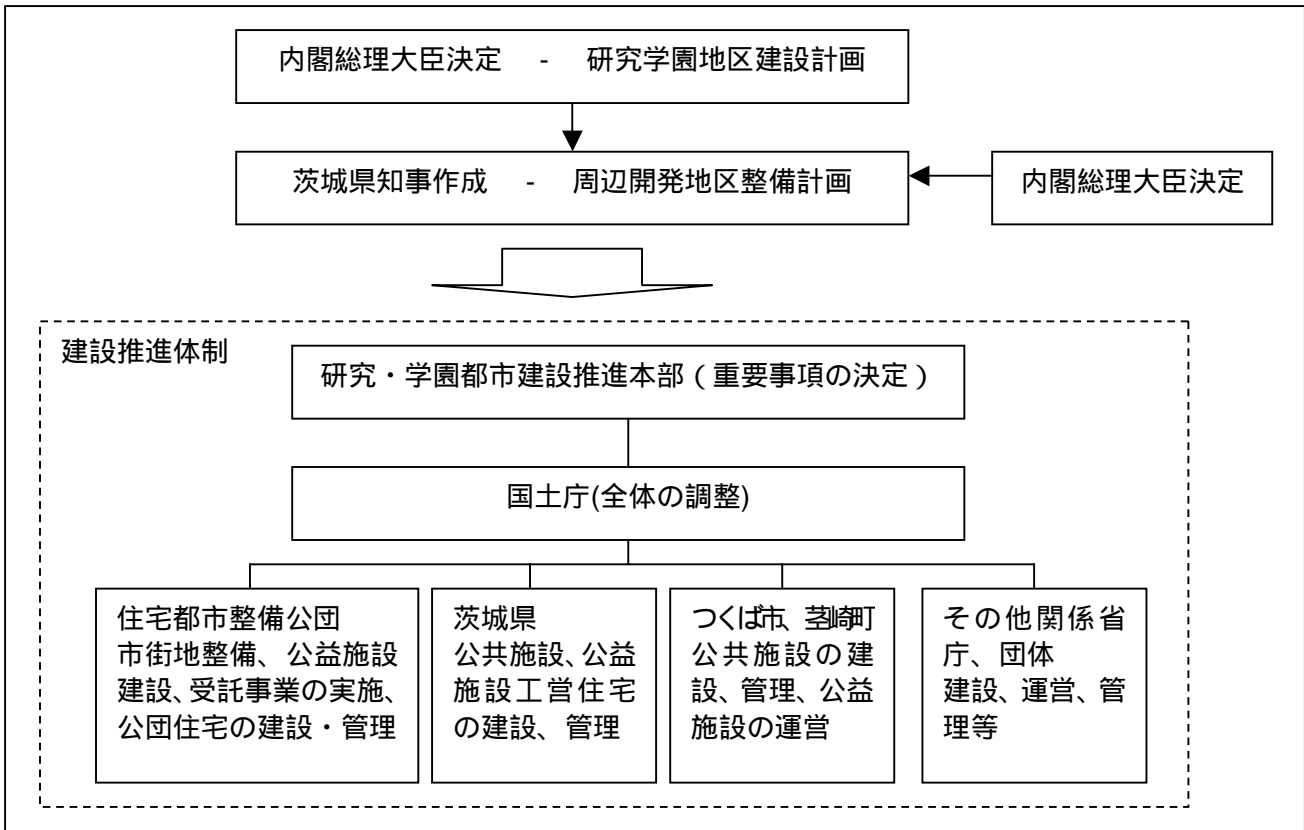 内閣総理大臣決定 - 研究学園地区建設計画
茨城県知事作成 - 周辺開発地区整備計画
内閣総理大臣決定
建設推進体制
研究・学園都市建設推進本部(重要事項の決定)
国土庁(全体の調整)
住宅都市整備公団
市街地整備、公益施設
建設、受託事業の実施、
公団住宅の建設・管理
茨城県
公共施設、公益
施設工営住宅
の建設、管理
つくば市、茎崎町
公共施設の建
設、管理、公益
施設の運営
その他関係省
庁、団体
建設、運営、管
理等